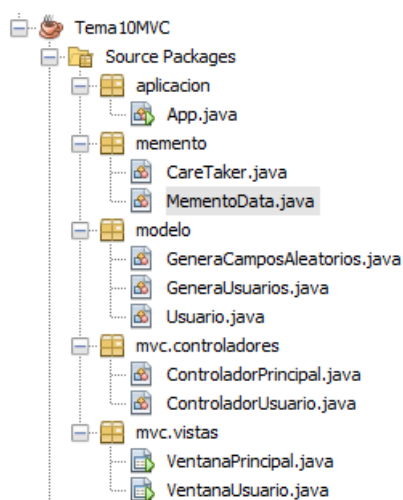 Tema10MVC
Source Packages
aplicacion
App.java
memento
CareTaker.java
MementoData.java
modelo
GeneraCamposAleatorios.java
GeneraUsuarios.java
Usuario.java
mvc.controladores
ControladorPrincipal.java
ControladorUsuario.java
mvc.vistas
VentanaPrincipal.java
VentanaUsuario.java